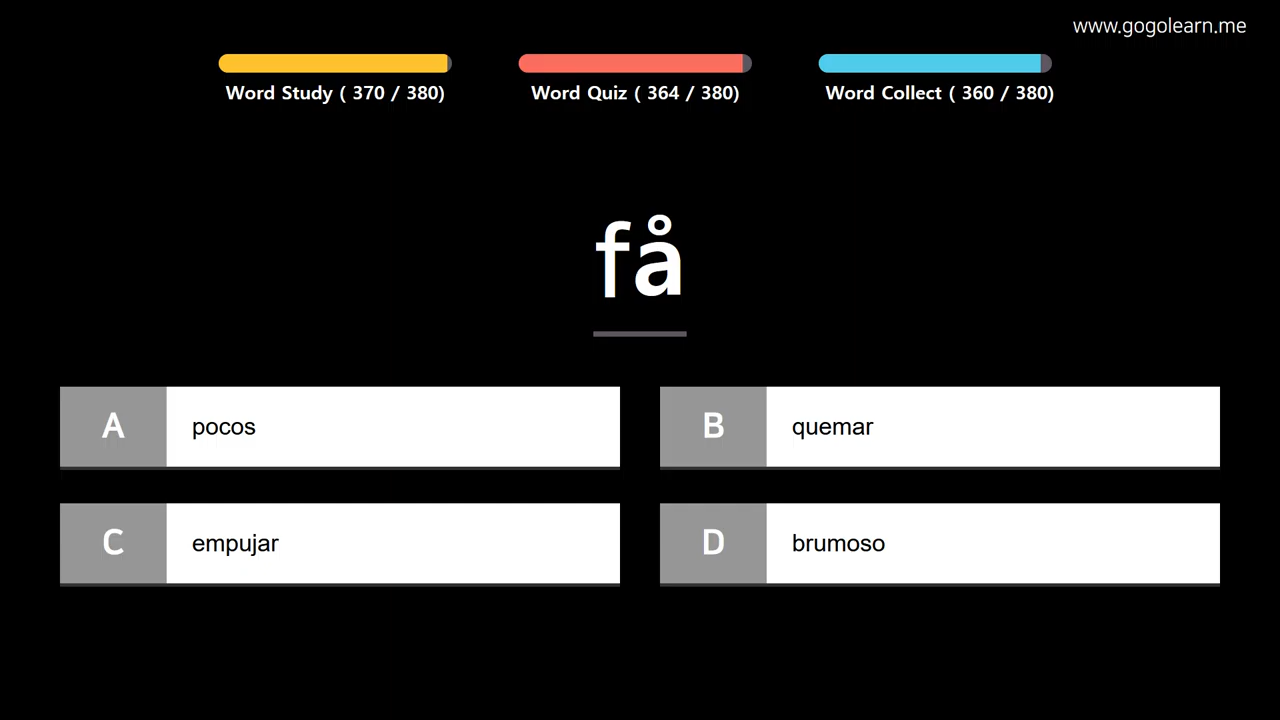 www.gogolearn.me
Word Study ( 370 / 380)
Word Quiz ( 364 / 380)
Word Collect ( 360 / 380)
få
A pocos
B quemar
C empujar
D brumoso